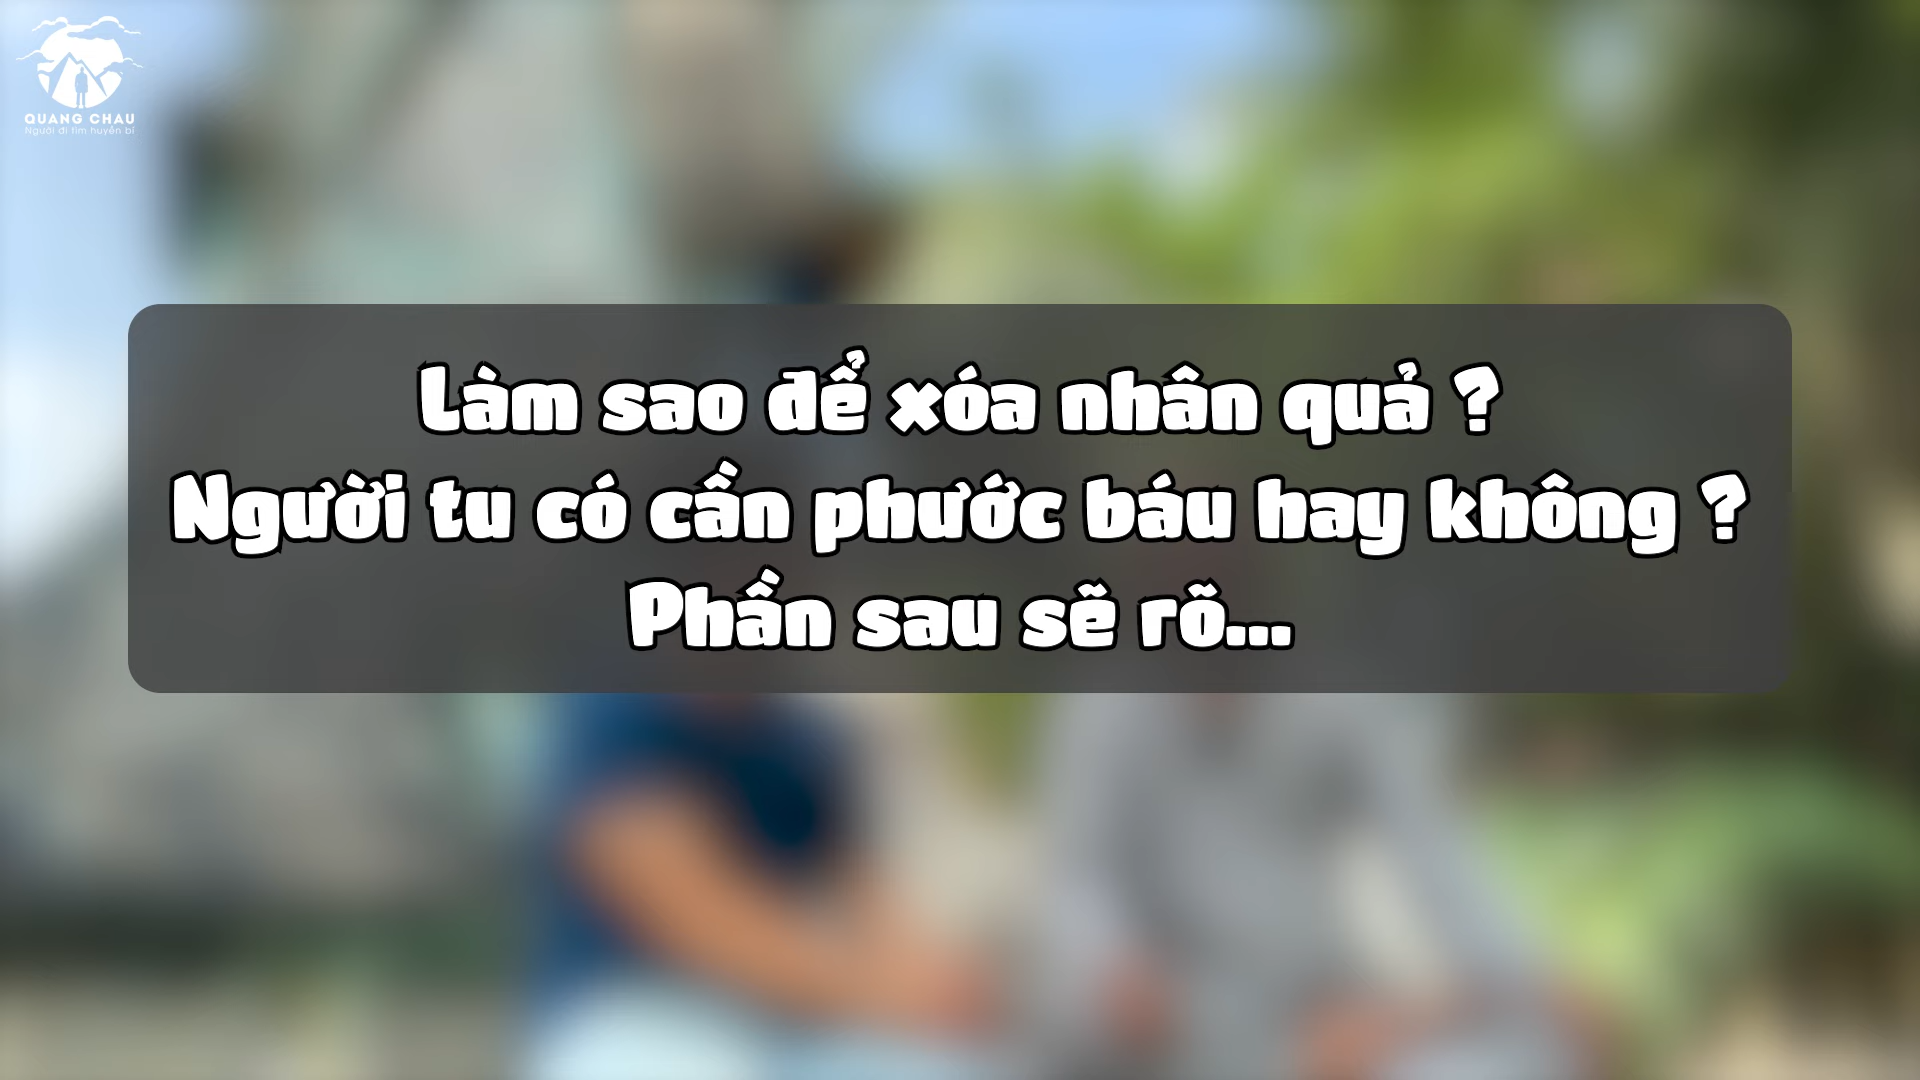 QUANG CHAU
Người đi tìm huyền bí
Làm sao để xóa nhân quả ?
Người tu có cần phước báu hay không ?
Phần sau sẽ rõ...